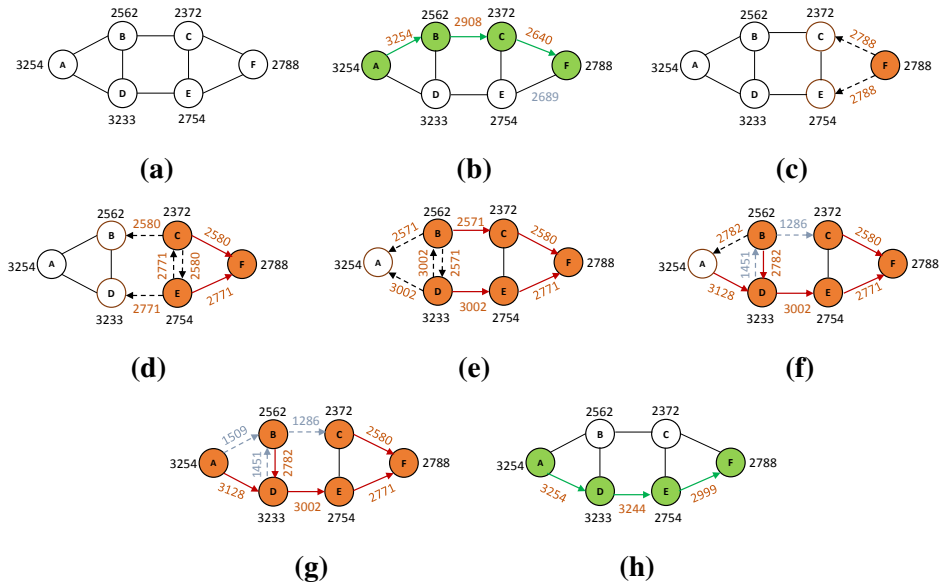 2562 2372
B C
3254 A F 2788
D E
3233 2754
(a)
2562 2908 2372
3254 B C 2640
3254 A F 2788
D E 2689
3233 2754
(b)
2562 2372
B C 2788
A F 2788
3254 D E 2788
3233 2754
(c)
2562 2372
B 2580 C 2580
3254 A 2771 2580 F 2788
D E 2771
2771
3233 2754
(d)
2562 2571 2372
2571 B C 2580
3254 A 3002 2571 F 2788
3002 D E 2771
3002
3233 2754
(e)
2562 2372
2782 B 1286 C 2580
3254 A 1451 2782 F 2788
3128 D E 2771
3002
3233 2754
(f)
2562 1286 2372
1509 B C 2580
3254 A 1451 2782 F 2788
3128 D E 2771
3002
3233 2754
(g)
2562 2372
B C
3254 A F 2788
3254 D E 2999
3244
3233 2754
(h)